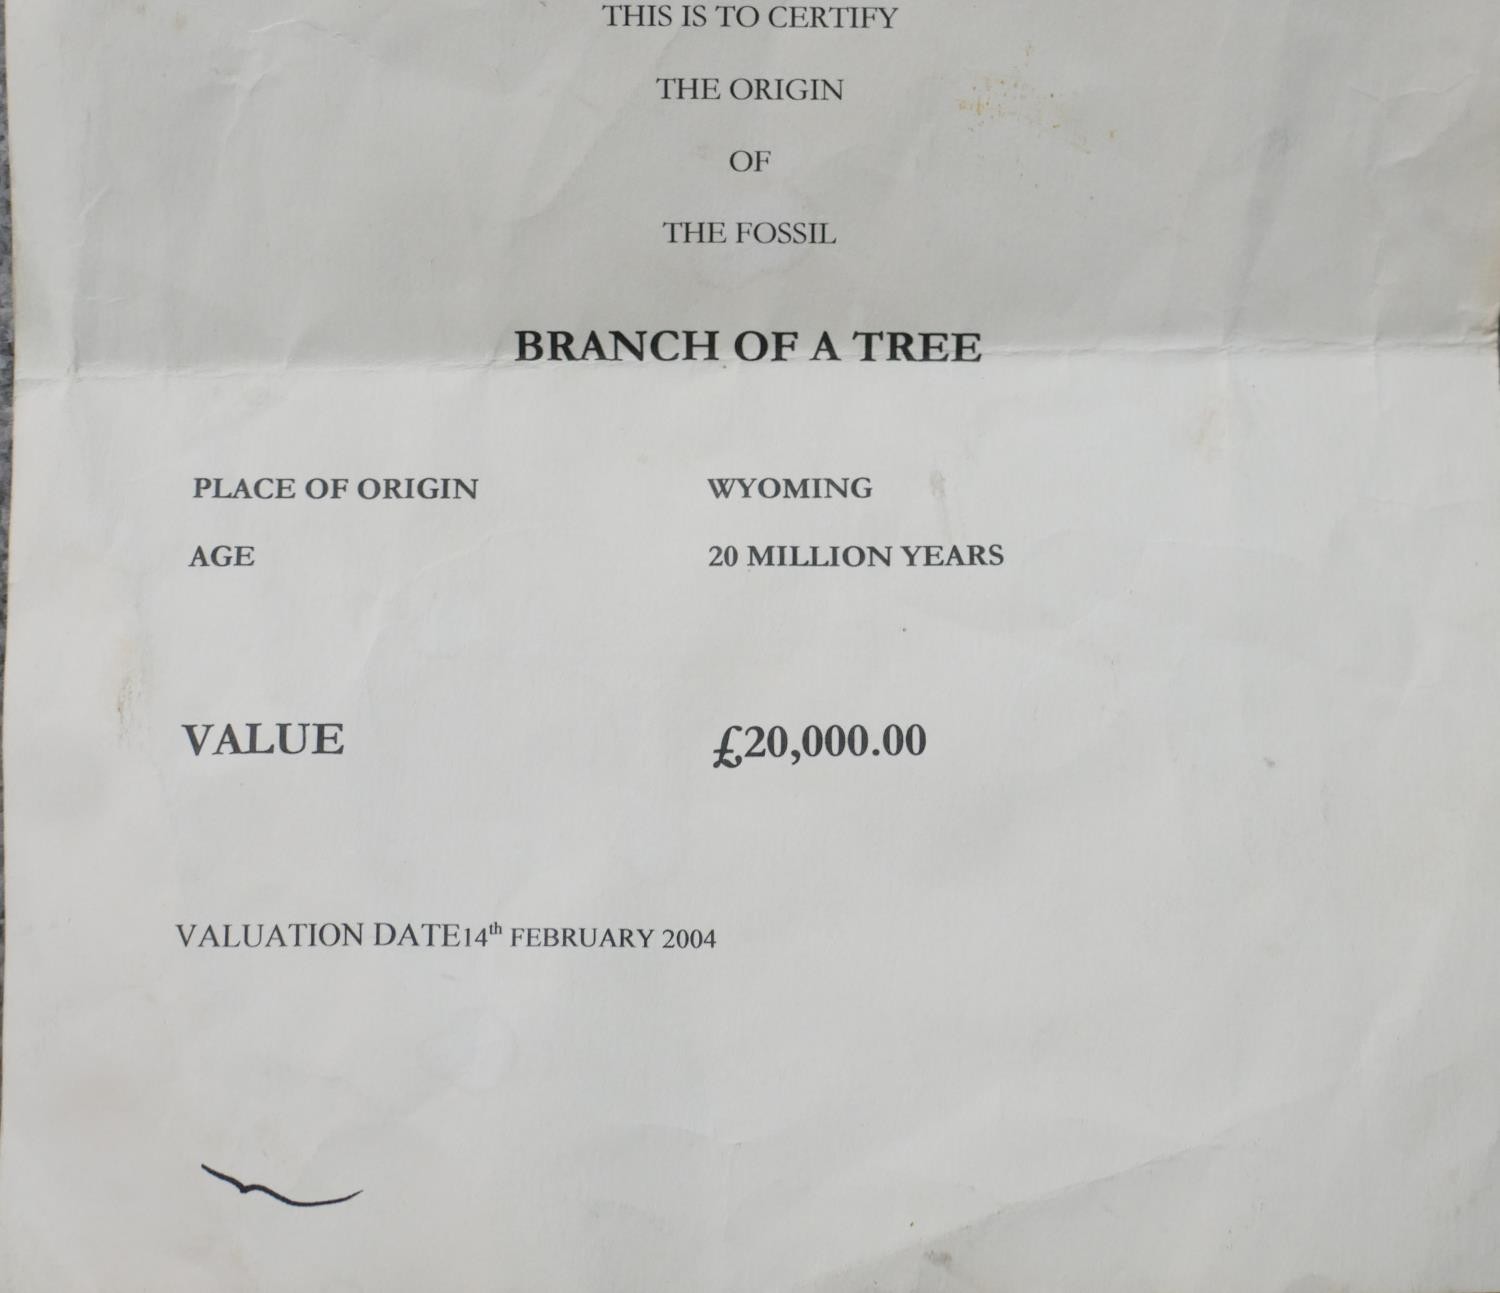 THIS IS TO CERTIFY
THE ORIGIN
OF
THE FOSSIL
BRANCH OF A TREE
PLACE OF ORIGIN WYOMING
AGE 20 MILLION YEARS
VALUE £20,000.00
VALUATION DATE14th FEBRUARY 2004